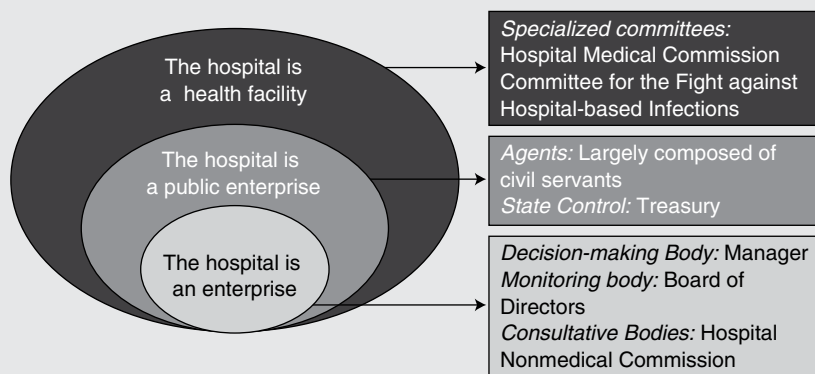 The hospital is
a health facility
The hospital is
a public enterprise
The hospital is
an enterprise
Specialized committees:
Hospital Medical Commission
Committee for the Fight against
Hospital-based Infections
Agents: Largely composed of
civil servants
State Control: Treasury
Decision-making Body: Manager
Monitoring body: Board of
Directors
Consultative Bodies: Hospital
Nonmedical Commission